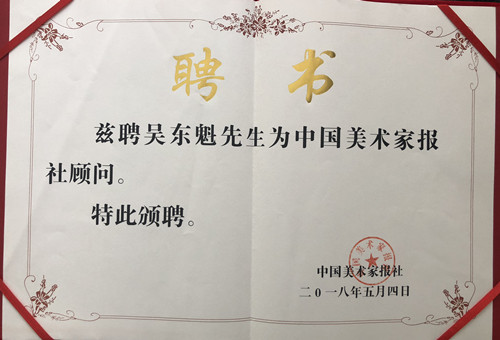 聘 书
兹聘吴东魁先生为中国美术家报
社顾问。
特此颁聘。
中国美术家报社
二〇一八年五月四日